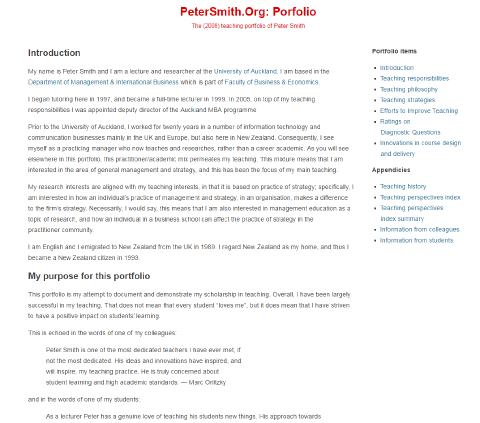 PeterSmith.Org: Porfolio
The (2008) teaching portfolio of Peter Smith
Introduction
My name is Peter Smith and I am a lecture and researcher at the University of Auckland. I am based in the
Department of Management & International Business which is part of Faculty of Business & Economics.
I began tutoring here in 1997, and became a full-time lecturer in 1999. In 2005, on top of my teaching
responsibilities I was appointed deputy director of the Auckland MBA programme
Prior to the University of Auckland, I worked for twenty years in a number of information technology and
communication businesses mainly in the UK and Europe, but also here in New Zealand. Consequently, I see
myself as a practicing manager who now teaches and researches, rather than a career academic. As you will see
elsewhere in this portfolio, this practitioner/academic mix permeates my teaching. This mixture means that I am
interested in the area of general management and strategy, and this has been the focus of my main teaching.
My research interests are aligned with my teaching interests, in that it is based on practice of strategy; specifically, I
am interested in how an individual's practice of management and strategy, in an organisation, makes a difference
to the firm's strategy. Necessarily, I would say, this means that I am also interested in management education as a
topic of research, and how an individual in a business school can affect the practice of strategy in the
practitioner community.
I am English and I emigrated to New Zealand from the UK in 1989. I regard New Zealand as my home, and thus I
became a New Zealand citizen in 1993.
My purpose for this portfolio
This portfolio is my attempt to document and demonstrate my scholarship in teaching. Overall, I have been largely
successful in my teaching. That does not mean that every student "loves me", but it does mean that I have striven
to have a positive impact on students' learning.
This is echoed in the words of one of my colleagues:
Peter Smith is one of the most dedicated teachers I have ever met, if
not the most dedicated. His ideas and innovations have inspired, and
will inspire, my teaching practice. He is truly concerned about
student learning and high academic standards. — Marc Orlitzky
and in the words of one of my students:
As a lecturer Peter has a genuine love of teaching his students new things. His approach towards
Portfolio items
Introduction
Teaching responsibilities
Teaching philosophy
Teaching strategies
Efforts to Improve Teaching
Ratings on
Diagnostic Questions
Innovations in course design
and delivery
Appendicies
Teaching history
Teaching perspectives index
Teaching perspectives
index summary
Information from colleagues
Information from students